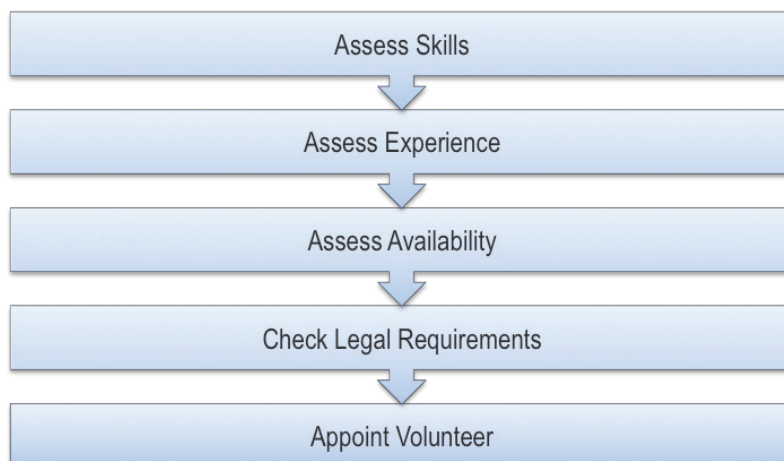 Assess Skills
Assess Experience
Assess Availability
Check Legal Requirements
Appoint Volunteer